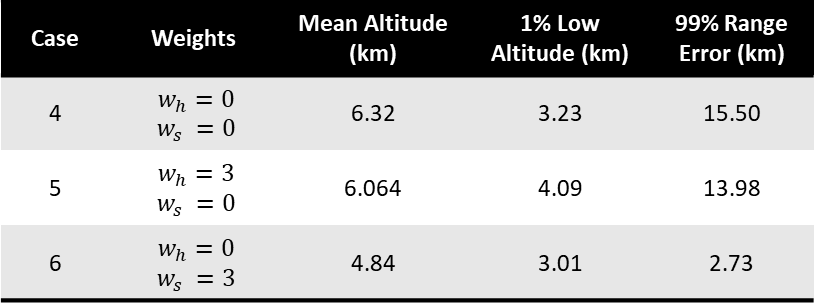 Case Weights Mean Altitude (km) 1% Low Altitude (km) 99% Range Error (km)
4 w_h = 0 w_s = 0 6.32 3.23 15.50
5 w_h = 3 w_s = 0 6.064 4.09 13.98
6 w_h = 0 w_s = 3 4.84 3.01 2.73